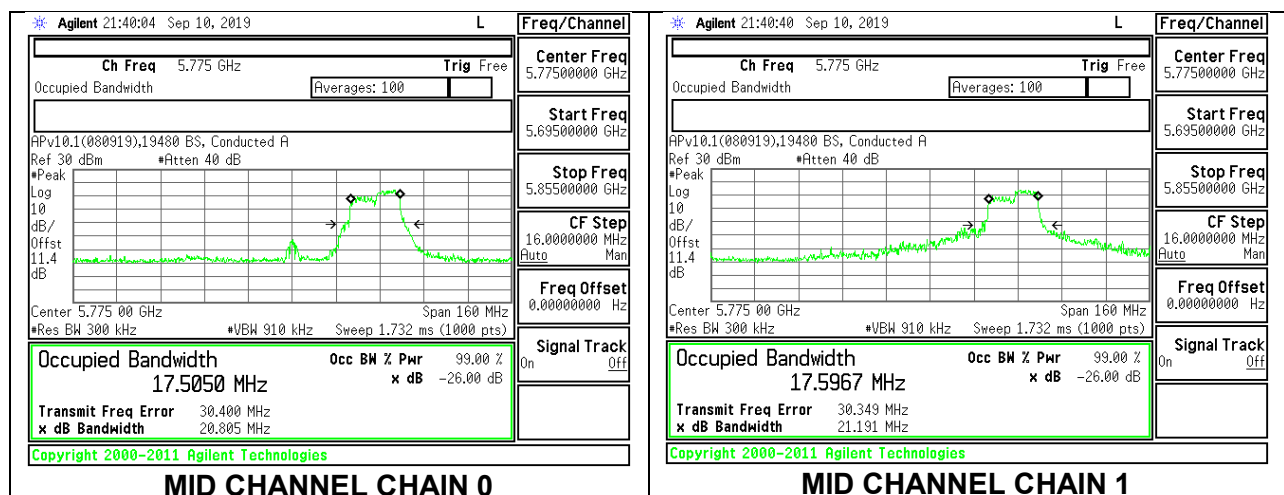 Agilent 21:40:04 Sep 10, 2019 L
Freq/Channel
Ch Freq 5.775 GHz Trig Free
Occupied Bandwidth Averages: 100
APv10.1(080919),19480 BS, Conducted A
Ref 30 dBm #Atten 40 dB
#Peak
Log
10
dB/
Offst
11.4
dB
Center 5.775 00 GHz Span 160 MHz
#Res BW 300 kHz #VBW 910 kHz Sweep 1.732 ms (1000 pts)
Occupied Bandwidth Occ BW % Pwr 99.00 %
17.5050 MHz x dB -26.00 dB
Transmit Freq Error 30.400 MHz
x dB Bandwidth 20.805 MHz
Copyright 2000-2011 Agilent Technologies
Center Freq
5.77500000 GHz
Start Freq
5.69500000 GHz
Stop Freq
5.85500000 GHz
CF Step
16.0000000 MHz
Auto Man
Freq Offset
0.00000000 Hz
Signal Track
On Off
MID CHANNEL CHAIN 0
Agilent 21:40:40 Sep 10, 2019 L
Freq/Channel
Ch Freq 5.775 GHz Trig Free
Occupied Bandwidth Averages: 100
APv10.1(080919),19480 BS, Conducted A
Ref 30 dBm #Atten 40 dB
#Peak
Log
10
dB/
Offst
11.4
dB
Center 5.775 00 GHz Span 160 MHz
#Res BW 300 kHz #VBW 910 kHz Sweep 1.732 ms (1000 pts)
Occupied Bandwidth Occ BW % Pwr 99.00 %
17.5967 MHz x dB -26.00 dB
Transmit Freq Error 30.349 MHz
x dB Bandwidth 21.191 MHz
Copyright 2000-2011 Agilent Technologies
Center Freq
5.77500000 GHz
Start Freq
5.69500000 GHz
Stop Freq
5.85500000 GHz
CF Step
16.0000000 MHz
Auto Man
Freq Offset
0.00000000 Hz
Signal Track
On Off
MID CHANNEL CHAIN 1